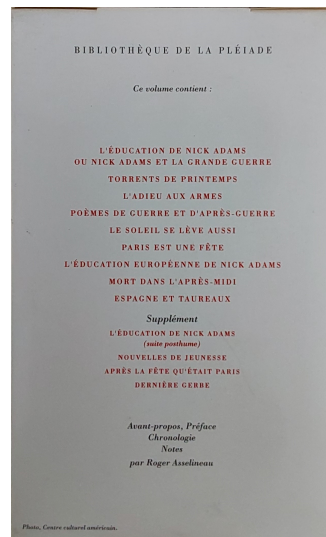 BIBLIOTHÈQUE DE LA PLÉIADE
Ce volume contient :
L'ÉDUCATION DE NICK ADAMS
OU NICK ADAMS ET LA GRANDE GUERRE
TORRENTS DE PRINTEMPS
L'ADIEU AUX ARMES
POÈMES DE GUERRE ET D'APRÈS-GUERRE
LE SOLEIL SE LÈVE AUSSI
PARIS EST UNE FÊTE
L'ÉDUCATION EUROPÉENNE DE NICK ADAMS
MORT DANS L'APRÈS-MIDI
ESPAGNE ET TAUREAUX
Supplément
L'ÉDUCATION DE NICK ADAMS
(suite posthume)
NOUVELLES DE JEUNESSE
APRÈS LA FÊTE QU'ÉTAIT PARIS
DERNIÈRE GERBE
Avant-propos, Préface
Chronologie
Notes
par Roger Asselineau
Photo, Centre culturel américain.